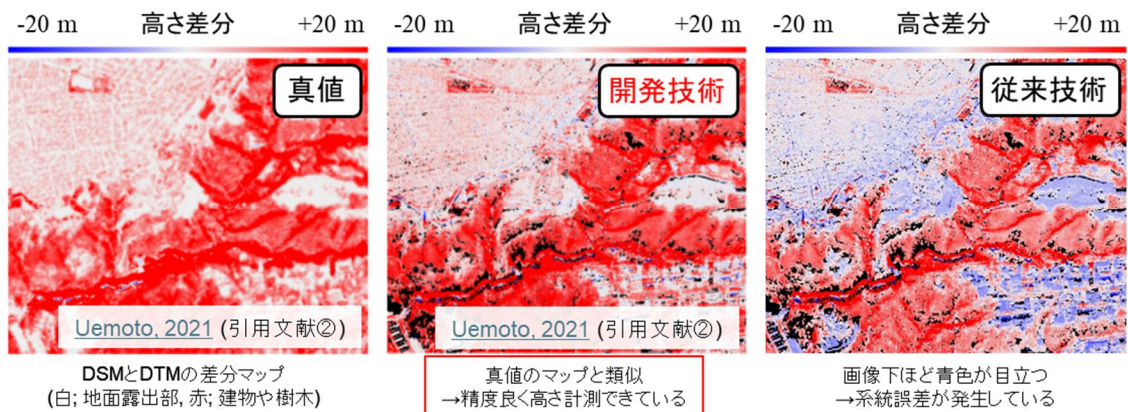 -20 m 高さ差分 +20 m
真値
Uemoto, 2021 (引用文献②)
DSMとDTMの差分マップ
(白; 地面露出部, 赤; 建物や樹木)
-20 m 高さ差分 +20 m
開発技術
Uemoto, 2021 (引用文献②)
真値のマップと類似
→精度良く高さ計測できている
-20 m 高さ差分 +20 m
従来技術
画像下ほど青色が目立つ
→系統誤差が発生している